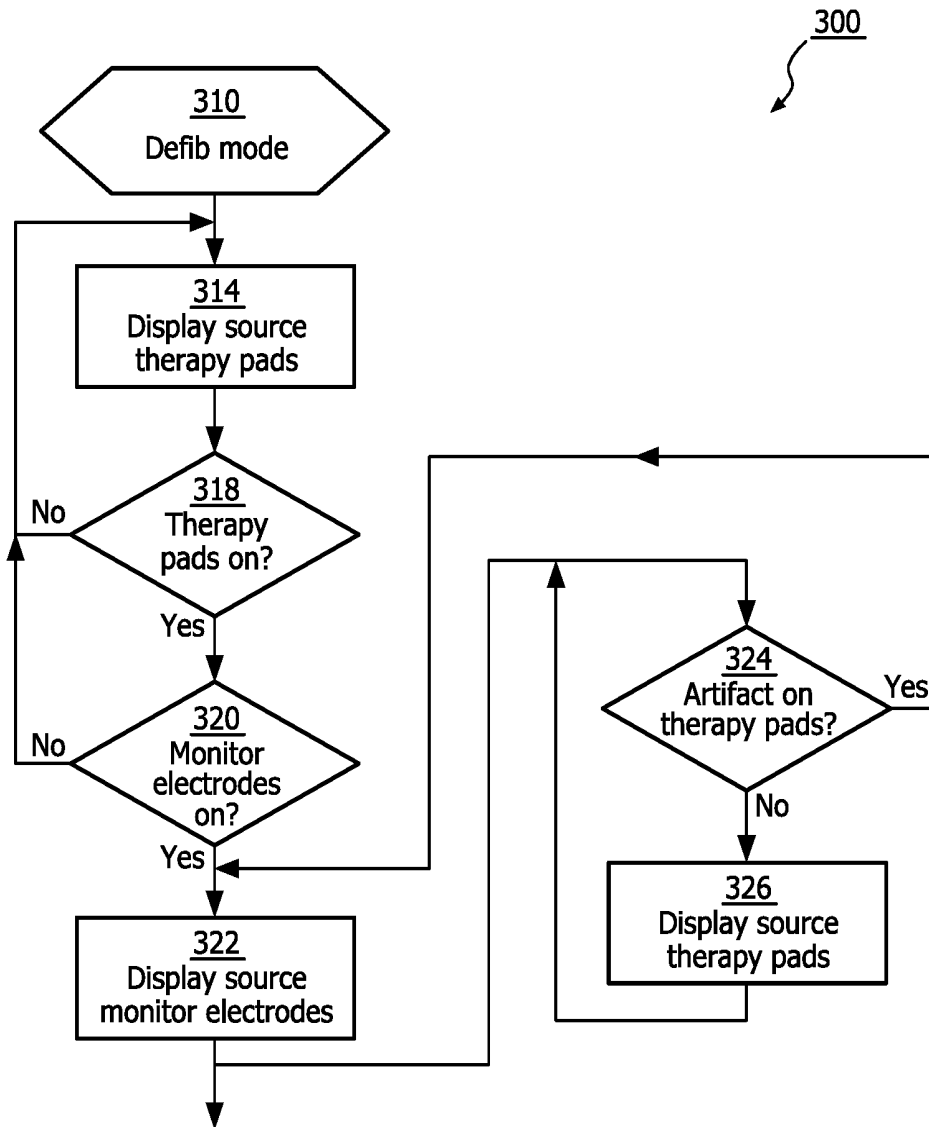 300
310
Defib mode
314
Display source
therapy pads
318
Therapy
pads on?
No
Yes
320
Monitor
electrodes
on?
No
Yes
322
Display source
monitor electrodes
324
Artifact on
therapy pads?
Yes
No
326
Display source
therapy pads